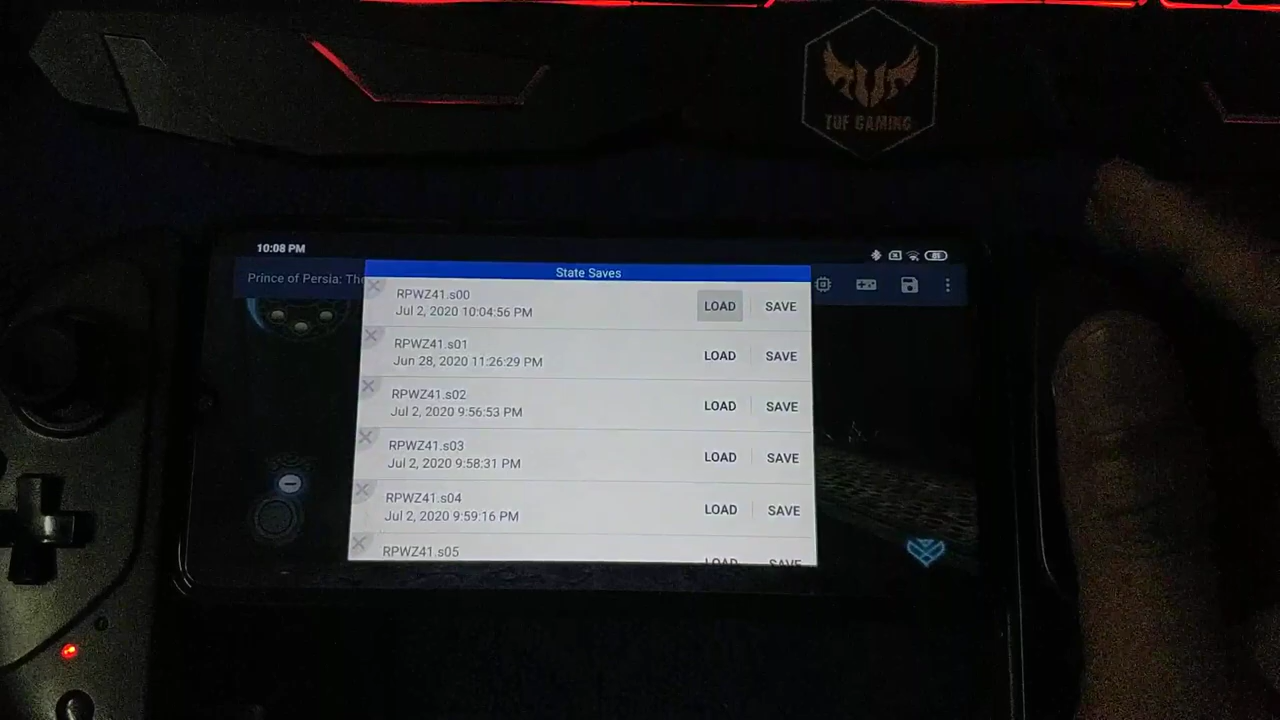 TUF GAMING
10:08 PM
Prince of Persia: The
State Saves
RPWZ41.s00
Jul 2, 2020 10:04:56 PM
LOAD SAVE
RPWZ41.s01
Jun 28, 2020 11:26:29 PM
LOAD SAVE
RPWZ41.s02
Jul 2, 2020 9:56:53 PM
LOAD SAVE
RPWZ41.s03
Jul 2, 2020 9:58:31 PM
LOAD SAVE
RPWZ41.s04
Jul 2, 2020 9:59:16 PM
LOAD SAVE
RPWZ41.s05
LOAD SAVE